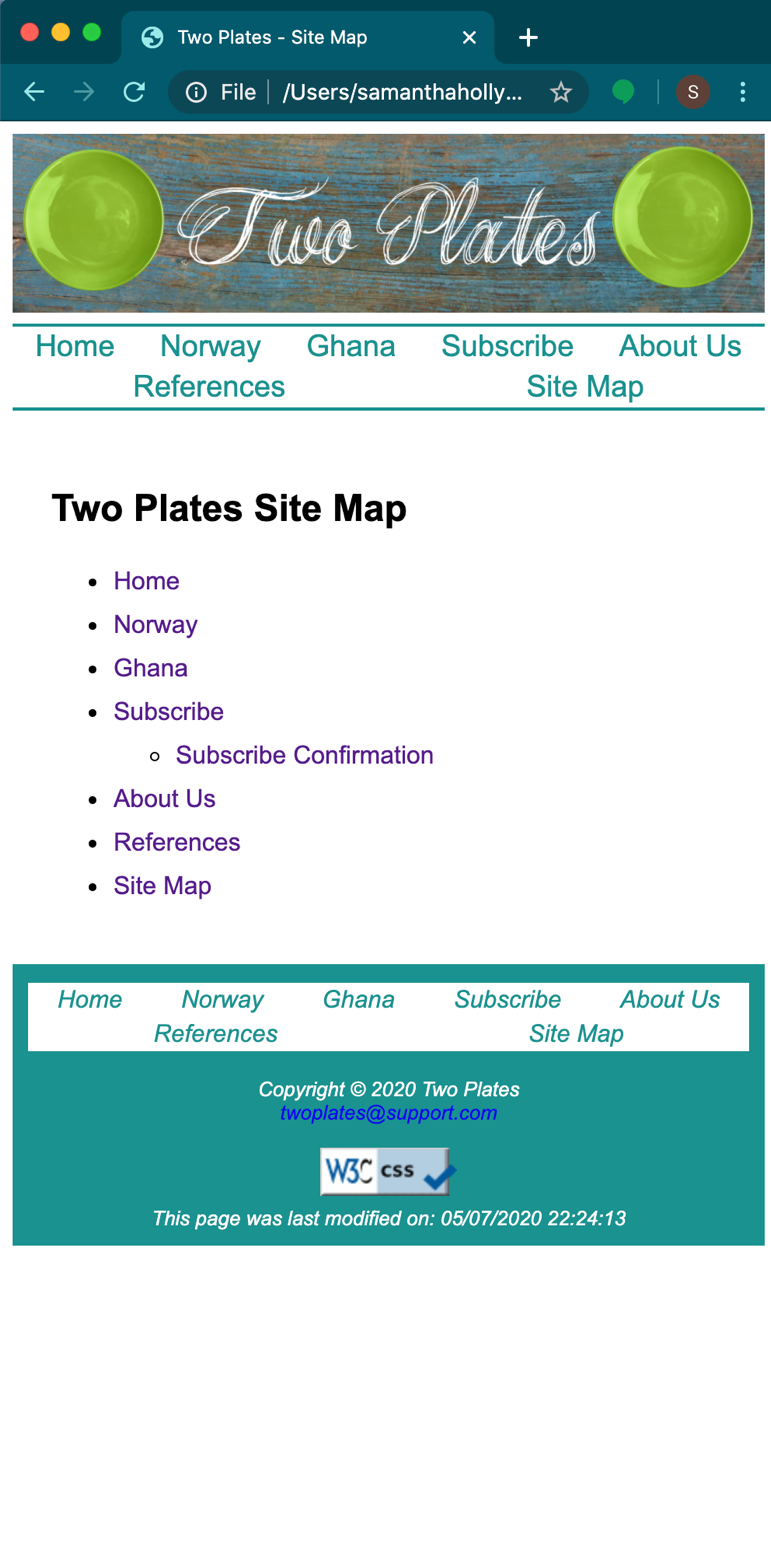 Two Plates - Site Map
File /Users/samanthaholly...
S
Two Plates
Home Norway Ghana Subscribe About Us
References Site Map
Two Plates Site Map
Home
Norway
Ghana
Subscribe
Subscribe Confirmation
About Us
References
Site Map
Home Norway Ghana Subscribe About Us
References Site Map
Copyright © 2020 Two Plates
twoplates@support.com
W3C css
This page was last modified on: 05/07/2020 22:24:13